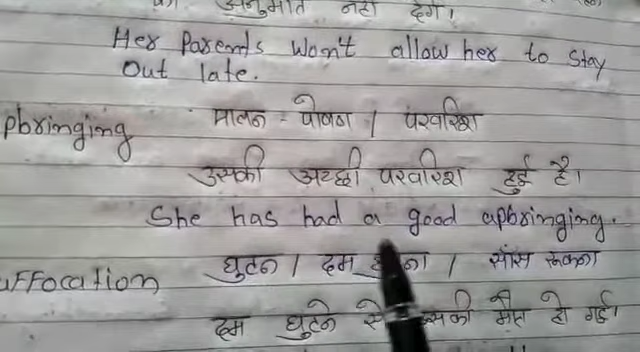 का अनुमति नहीं देंगे।
Her Parents Won't allow her to stay
Out late.
pbringing पालन - पोषण / परवरिश
उसकी अच्छी परवरिश हुई है।
She has had a good upbringing.
uffocation घुटन / दम / साँस रुकना
दम घुटने से उसकी मौत हो गई।